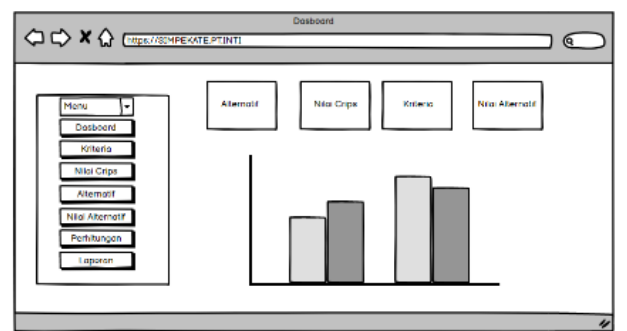 Dasboard
https://SIMPEKATE.PT.INTI
Alternatif
Nilai Crips
Kriteria
Nilai Alternatif
Menu
Dasboard
Kriteria
Nilai Crips
Alternatif
Nilai Alternatif
Perhitungan
Laporan